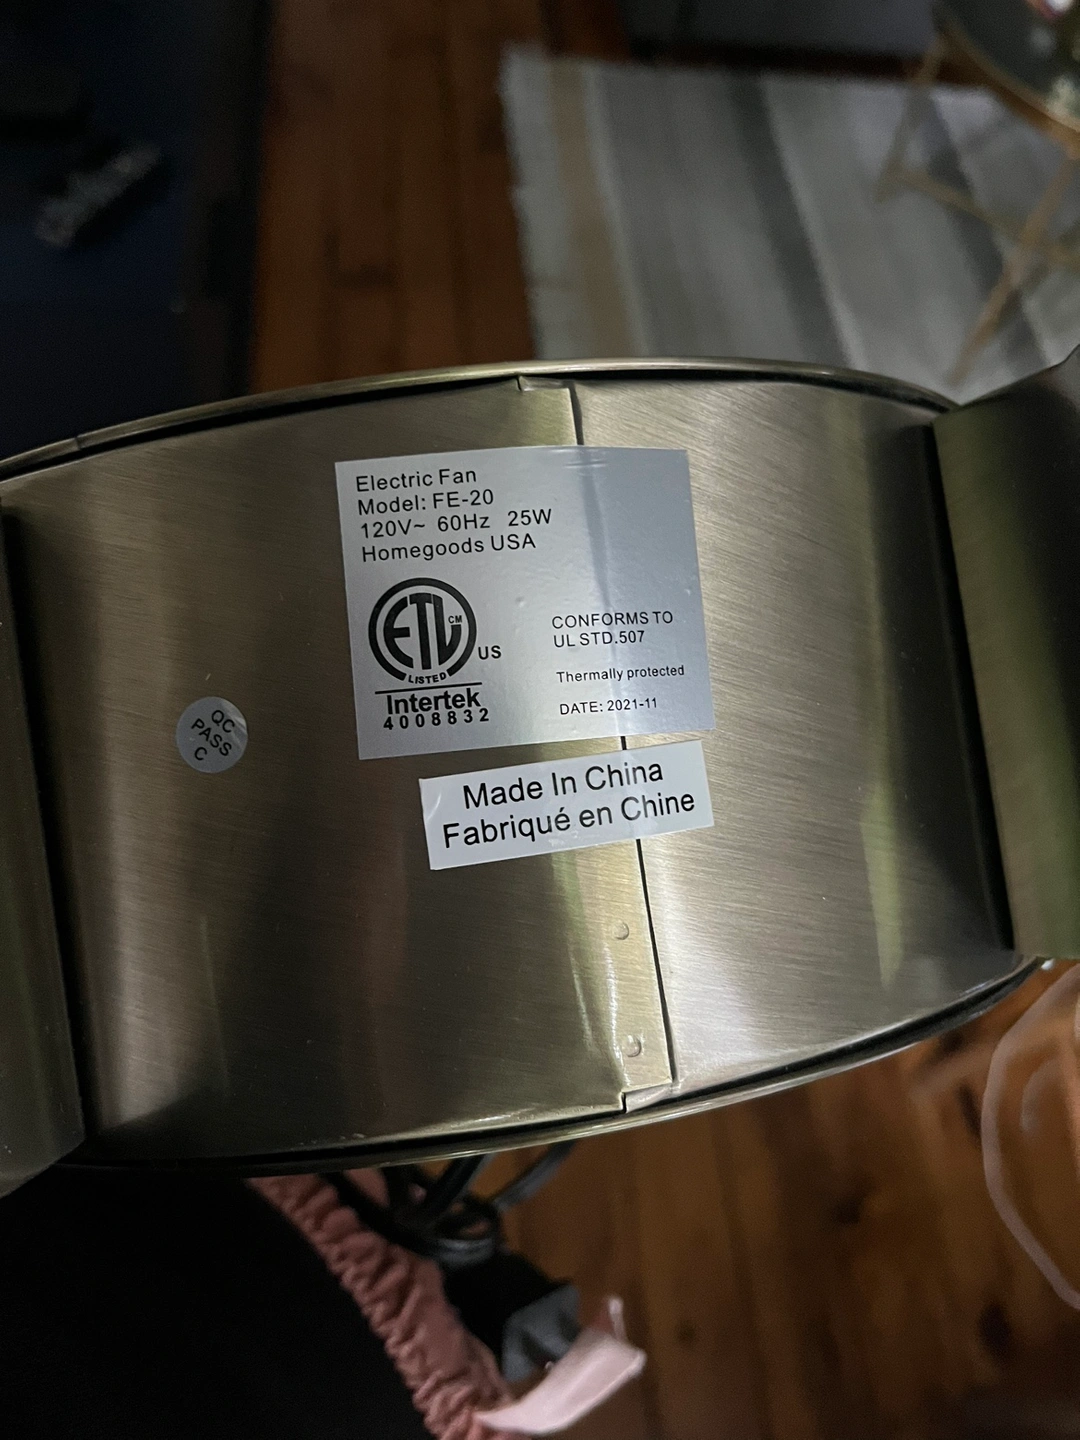 Electric Fan
Model: FE-20
120V~ 60Hz 25W
Homegoods USA
ETL CM
US
LISTED
Intertek
4008832
CONFORMS TO
UL STD.507
Thermally protected
DATE: 2021-11
QC
PASS
C
Made In China
Fabriqué en Chine